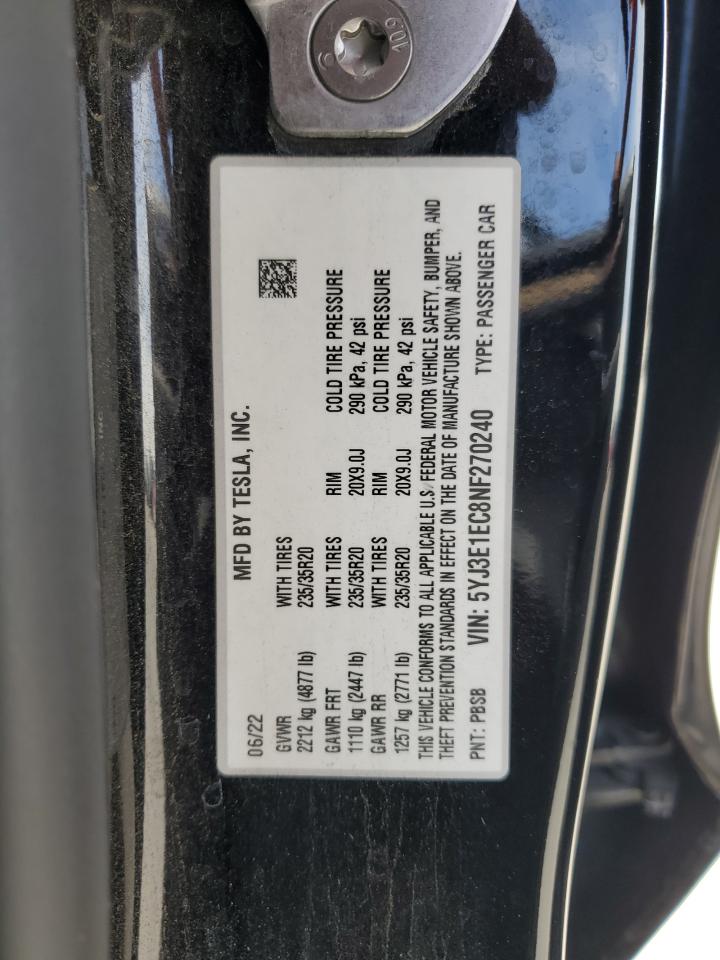 6 10.9
06/22 MFD BY TESLA, INC.
GVWR WITH TIRES
2212 kg (4877 lb) 235/35R20
GAWR FRT WITH TIRES RIM COLD TIRE PRESSURE
1110 kg (2447 lb) 235/35R20 20X9.0J 290 kPa, 42 psi
GAWR RR WITH TIRES RIM COLD TIRE PRESSURE
1257 kg (2771 lb) 235/35R20 20X9.0J 290 kPa, 42 psi
THIS VEHICLE CONFORMS TO ALL APPLICABLE U.S. FEDERAL MOTOR VEHICLE SAFETY, BUMPER, AND
THEFT PREVENTION STANDARDS IN EFFECT ON THE DATE OF MANUFACTURE SHOWN ABOVE.
PNT: PBSB VIN: 5YJ3E1EC8NF270240 TYPE: PASSENGER CAR